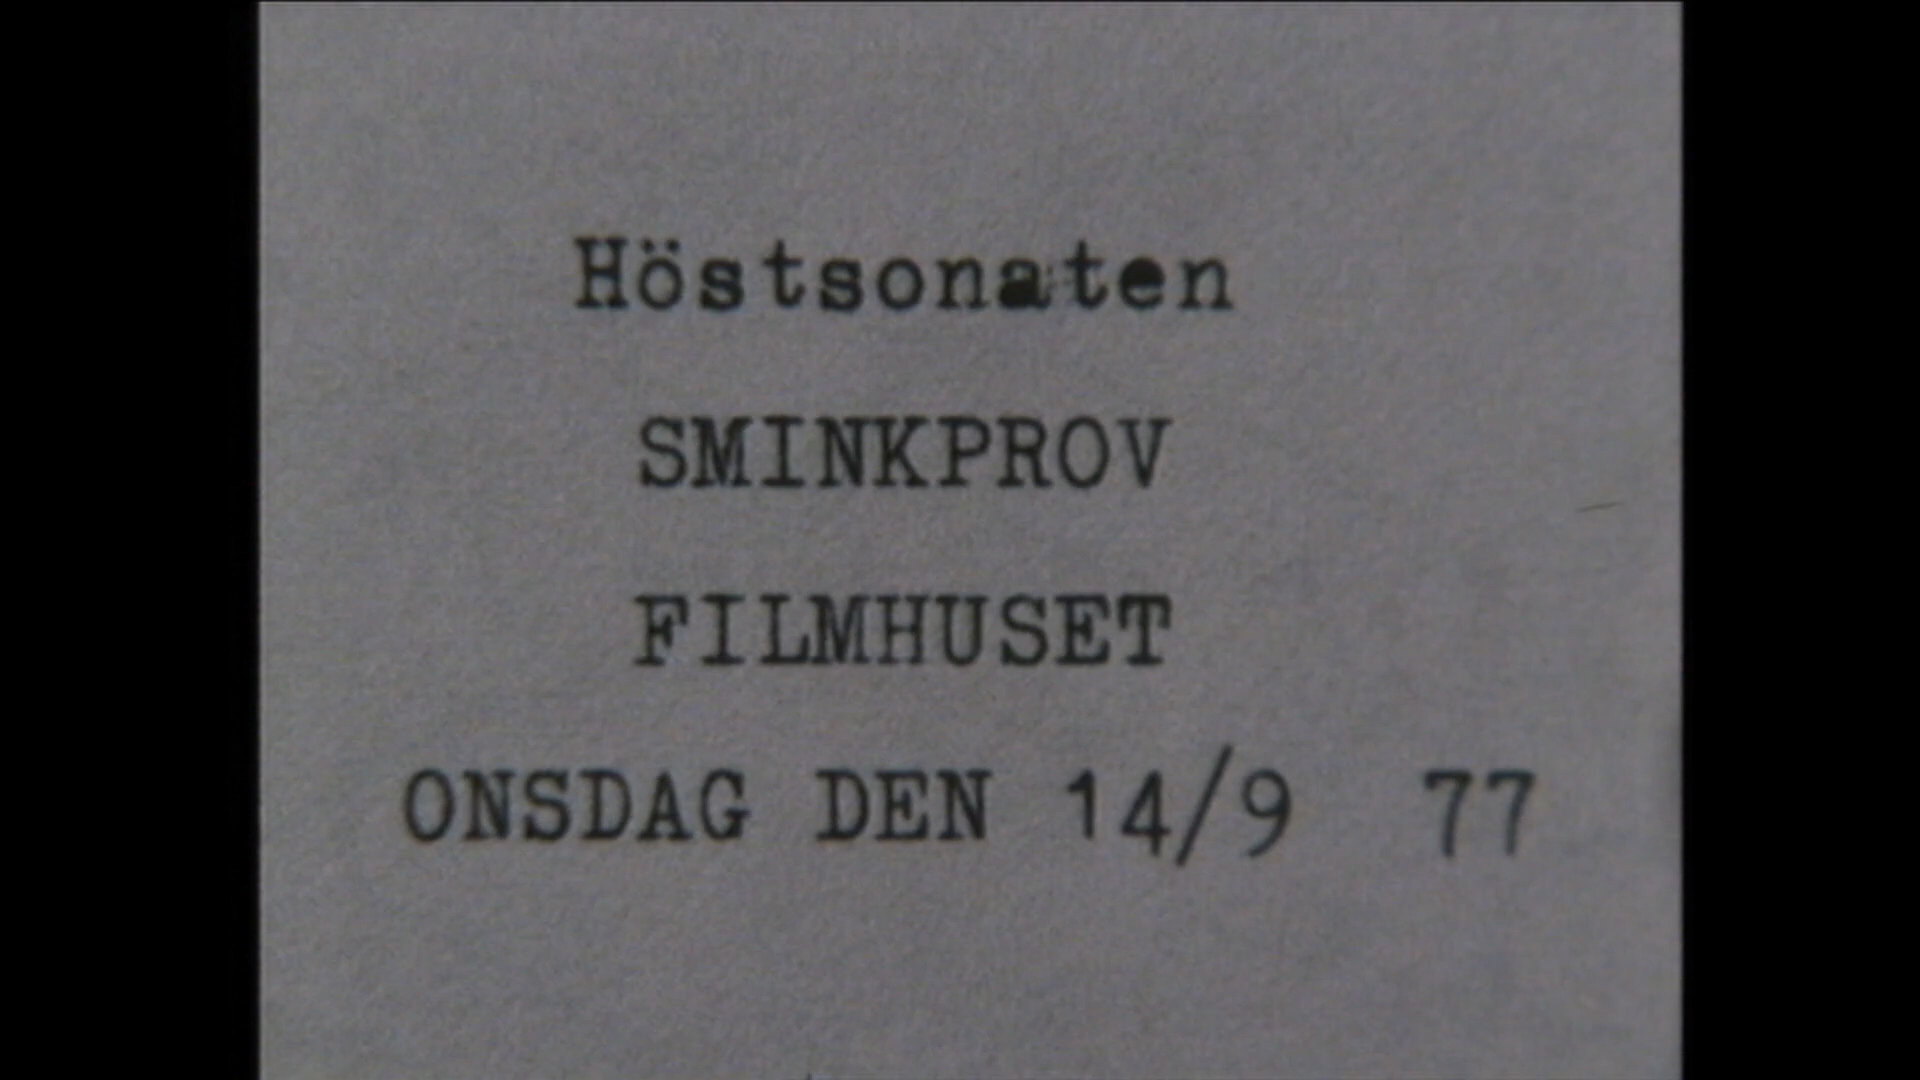 Höstsonaten
SMINKPROV
FILMHUSET
ONSDAG DEN 14/9 77